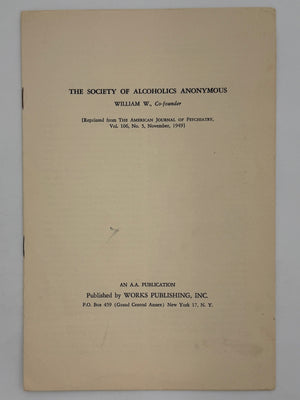 THE SOCIETY OF ALCOHOLICS ANONYMOUS
WILLIAM W., Co-founder
[Reprinted from THE AMERICAN JOURNAL OF PSYCHIATRY,
Vol. 106, No. 5, November, 1949]
AN A.A. PUBLICATION
Published by WORKS PUBLISHING, INC.
P.O. Box 459 (Grand Central Annex) New York 17, N. Y.